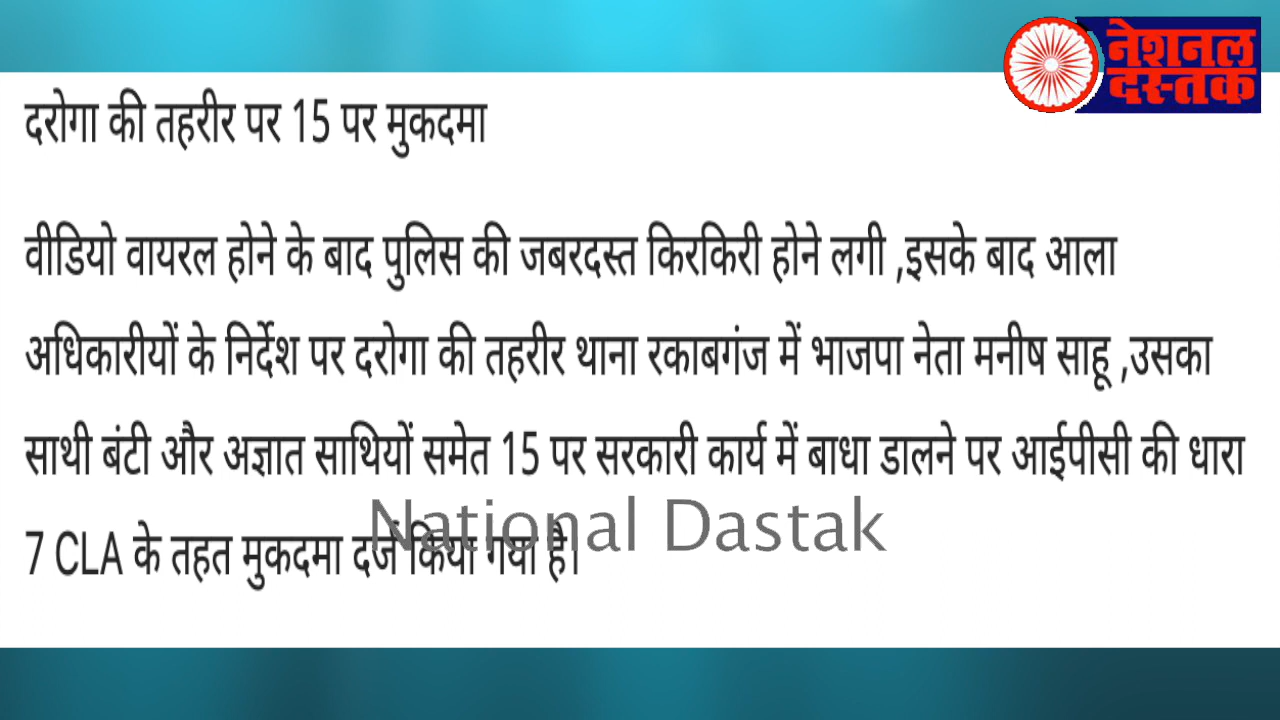 नेशनल
दस्तक
दरोगा की तहरीर पर 15 पर मुकदमा
वीडियो वायरल होने के बाद पुलिस की जबरदस्त किरकिरी होने लगी ,इसके बाद आला
अधिकारीयों के निर्देश पर दरोगा की तहरीर थाना रकाबगंज में भाजपा नेता मनीष साहू ,उसका
साथी बंटी और अज्ञात साथियों समेत 15 पर सरकारी कार्य में बाधा डालने पर आईपीसी की धारा
7 CLA के तहत मुकदमा दर्ज किया गया है।
National Dastak